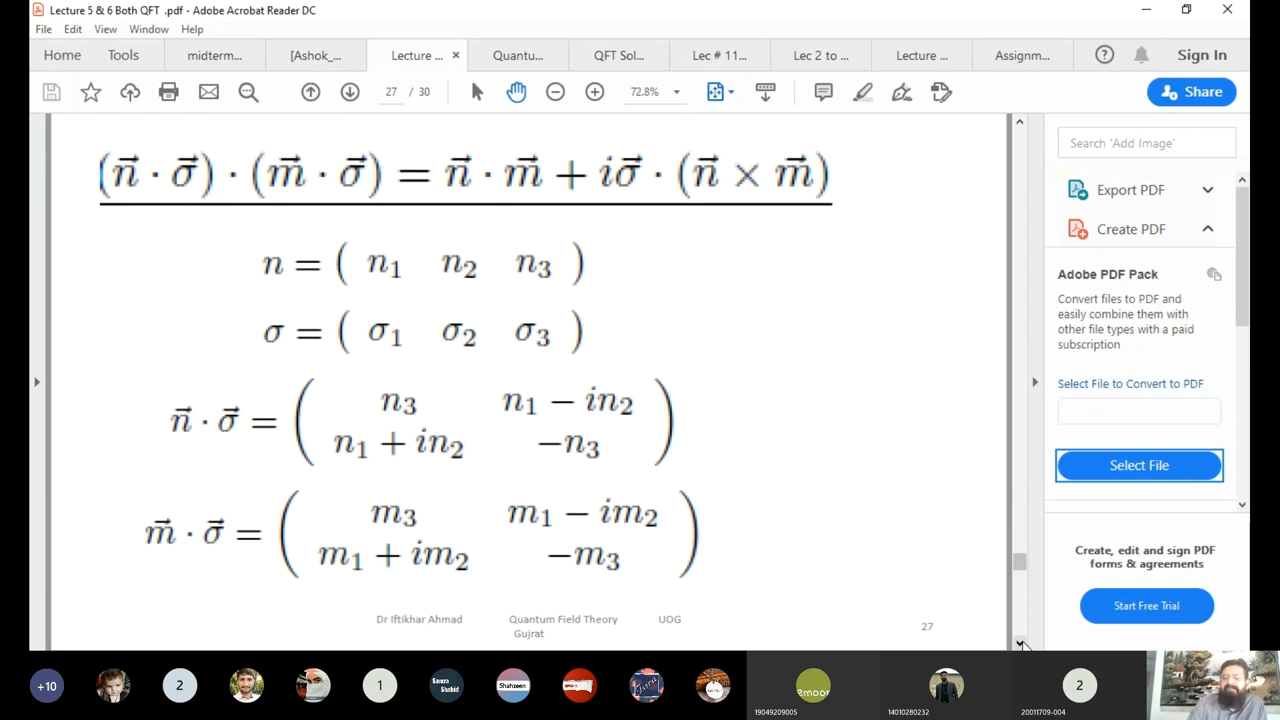 Lecture 5 & 6 Both QFT .pdf - Adobe Acrobat Reader DC
File Edit View Window Help
Home Tools midterm... [Ashok_... Lecture ... × Quantu... QFT Sol... Lec # 11... Lec 2 to ... Lecture ... Assignm... Sign In
27 / 30 72.8% Share
(n⃗ · σ⃗) · (m⃗ · σ⃗) = n⃗ · m⃗ + iσ⃗ · (n⃗ × m⃗)
n = ( n₁ n₂ n₃ )
σ = ( σ₁ σ₂ σ₃ )
n⃗ · σ⃗ = ( n₃ n₁ − in₂
n₁ + in₂ −n₃ )
m⃗ · σ⃗ = ( m₃ m₁ − im₂
m₁ + im₂ −m₃ )
Dr Iftikhar Ahmad Quantum Field Theory UOG
Gujrat
27
Search 'Add Image'
Export PDF
Create PDF
Adobe PDF Pack
Convert files to PDF and
easily combine them with
other file types with a paid
subscription
Select File to Convert to PDF
Select File
Create, edit and sign PDF
forms & agreements
Start Free Trial
+10 2 1 Samra Shahid Shahzeen 2
19049209005 14010280232 20011709-004